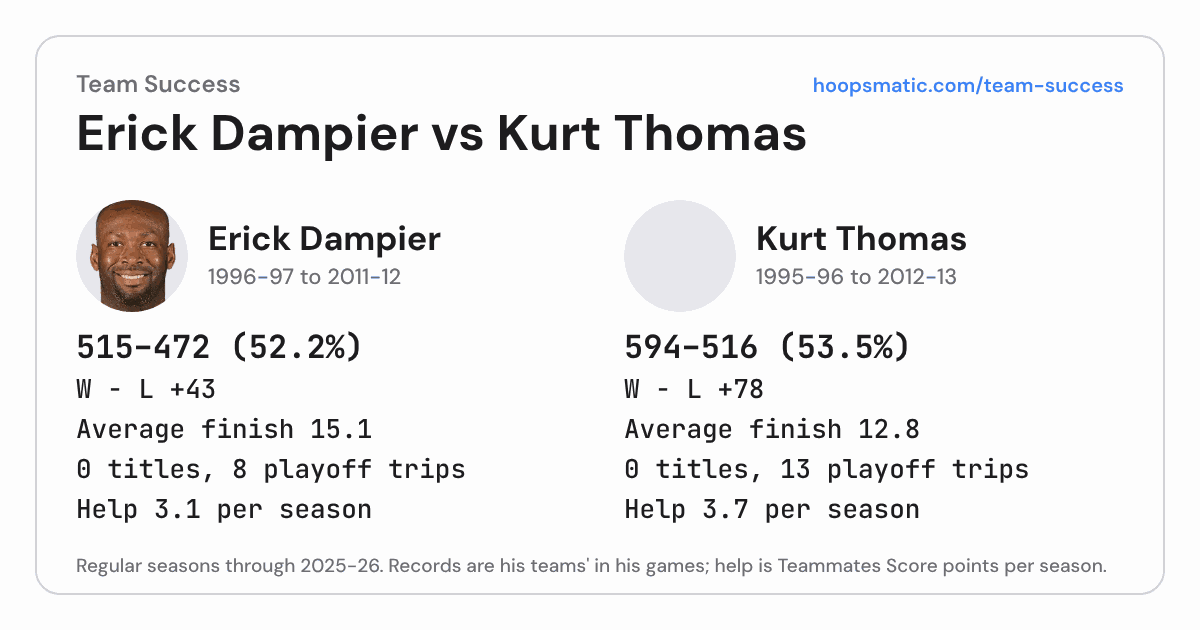 Team Success
hoopsmatic.com/team-success
Erick Dampier vs Kurt Thomas
Erick Dampier
1996-97 to 2011-12
515-472 (52.2%)
W - L +43
Average finish 15.1
0 titles, 8 playoff trips
Help 3.1 per season
Kurt Thomas
1995-96 to 2012-13
594-516 (53.5%)
W - L +78
Average finish 12.8
0 titles, 13 playoff trips
Help 3.7 per season
Regular seasons through 2025-26. Records are his teams' in his games; help is Teammates Score points per season.